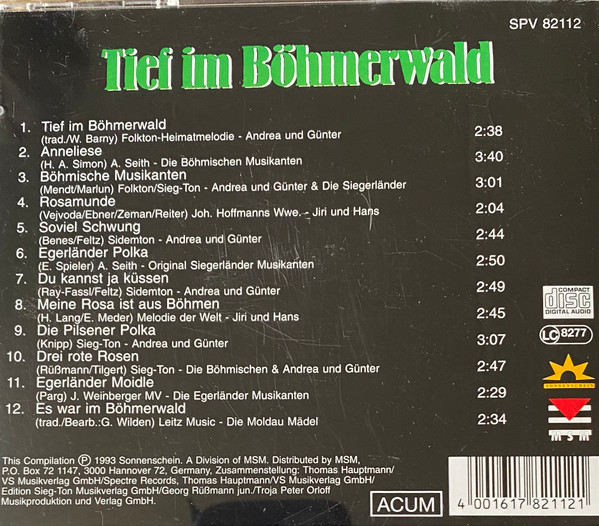 SPV 82112
Tief im Böhmerwald
1. Tief im Böhmerwald 2:38
(trad./W. Barny) Folkton-Heimatmelodie - Andrea und Günter
2. Anneliese 3:40
(H. A. Simon) A. Seith - Die Böhmischen Musikanten
3. Böhmische Musikanten 3:01
(Mendt/Marlun) Folkton/Sieg-Ton - Andrea und Günter & Die Siegerländer
4. Rosamunde 2:04
(Vejvoda/Ebner/Zeman/Reiter) Joh. Hoffmanns Wwe. - Jiri und Hans
5. Soviel Schwung 2:44
(Benes/Feltz) Sidemton - Andrea und Günter
6. Egerländer Polka 2:50
(E. Spieler) A. Seith - Original Siegerländer Musikanten
7. Du kannst ja küssen 2:49
(Ray-Fassl/Feltz) Sidemton - Andrea und Günter
8. Meine Rosa ist aus Böhmen 2:45
(H. Lang/E. Meder) Melodie der Welt - Jiri und Hans
9. Die Pilsener Polka 3:07
(Knipp) Sieg-Ton - Andrea und Günter
10. Drei rote Rosen 2:47
(Rüßmann/Tilgert) Sieg-Ton - Die Böhmischen & Andrea und Günter
11. Egerländer Moidle 2:29
(Parg) J. Weinberger MV - Die Egerländer Musikanten
12. Es war im Böhmerwald 2:34
(trad./Bearb.:G. Wilden) Leitz Music - Die Moldau Mädel
COMPACT
disc
DIGITAL AUDIO
LC 8277
SONNENSCHEIN
MSM
This Compilation Ⓟ 1993 Sonnenschein. A Division of MSM. Distributed by MSM,
P.O. Box 72 1147, 3000 Hannover 72, Germany, Zusammenstellung: Thomas Hauptmann/
VS Musikverlag GmbH/Spectre Records, Thomas Hauptmann/VS Musikverlag GmbH/
Edition Sieg-Ton Musikverlag GmbH/Georg Rüßmann jun./Troja Peter Orloff
Musikproduktion und Verlag GmbH.
ACUM
4 001617 821121